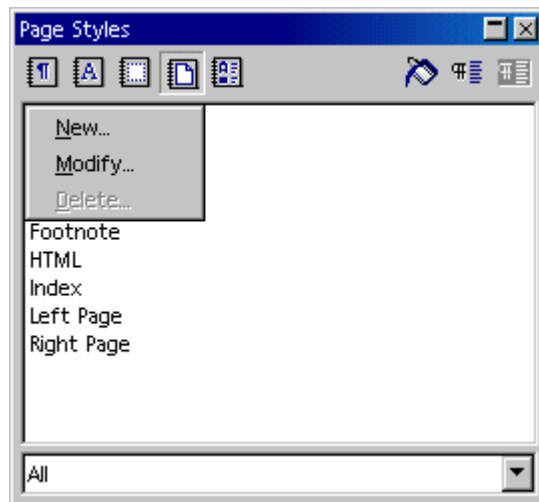 Page Styles
New...
Modify...
Delete...
Footnote
HTML
Index
Left Page
Right Page
All